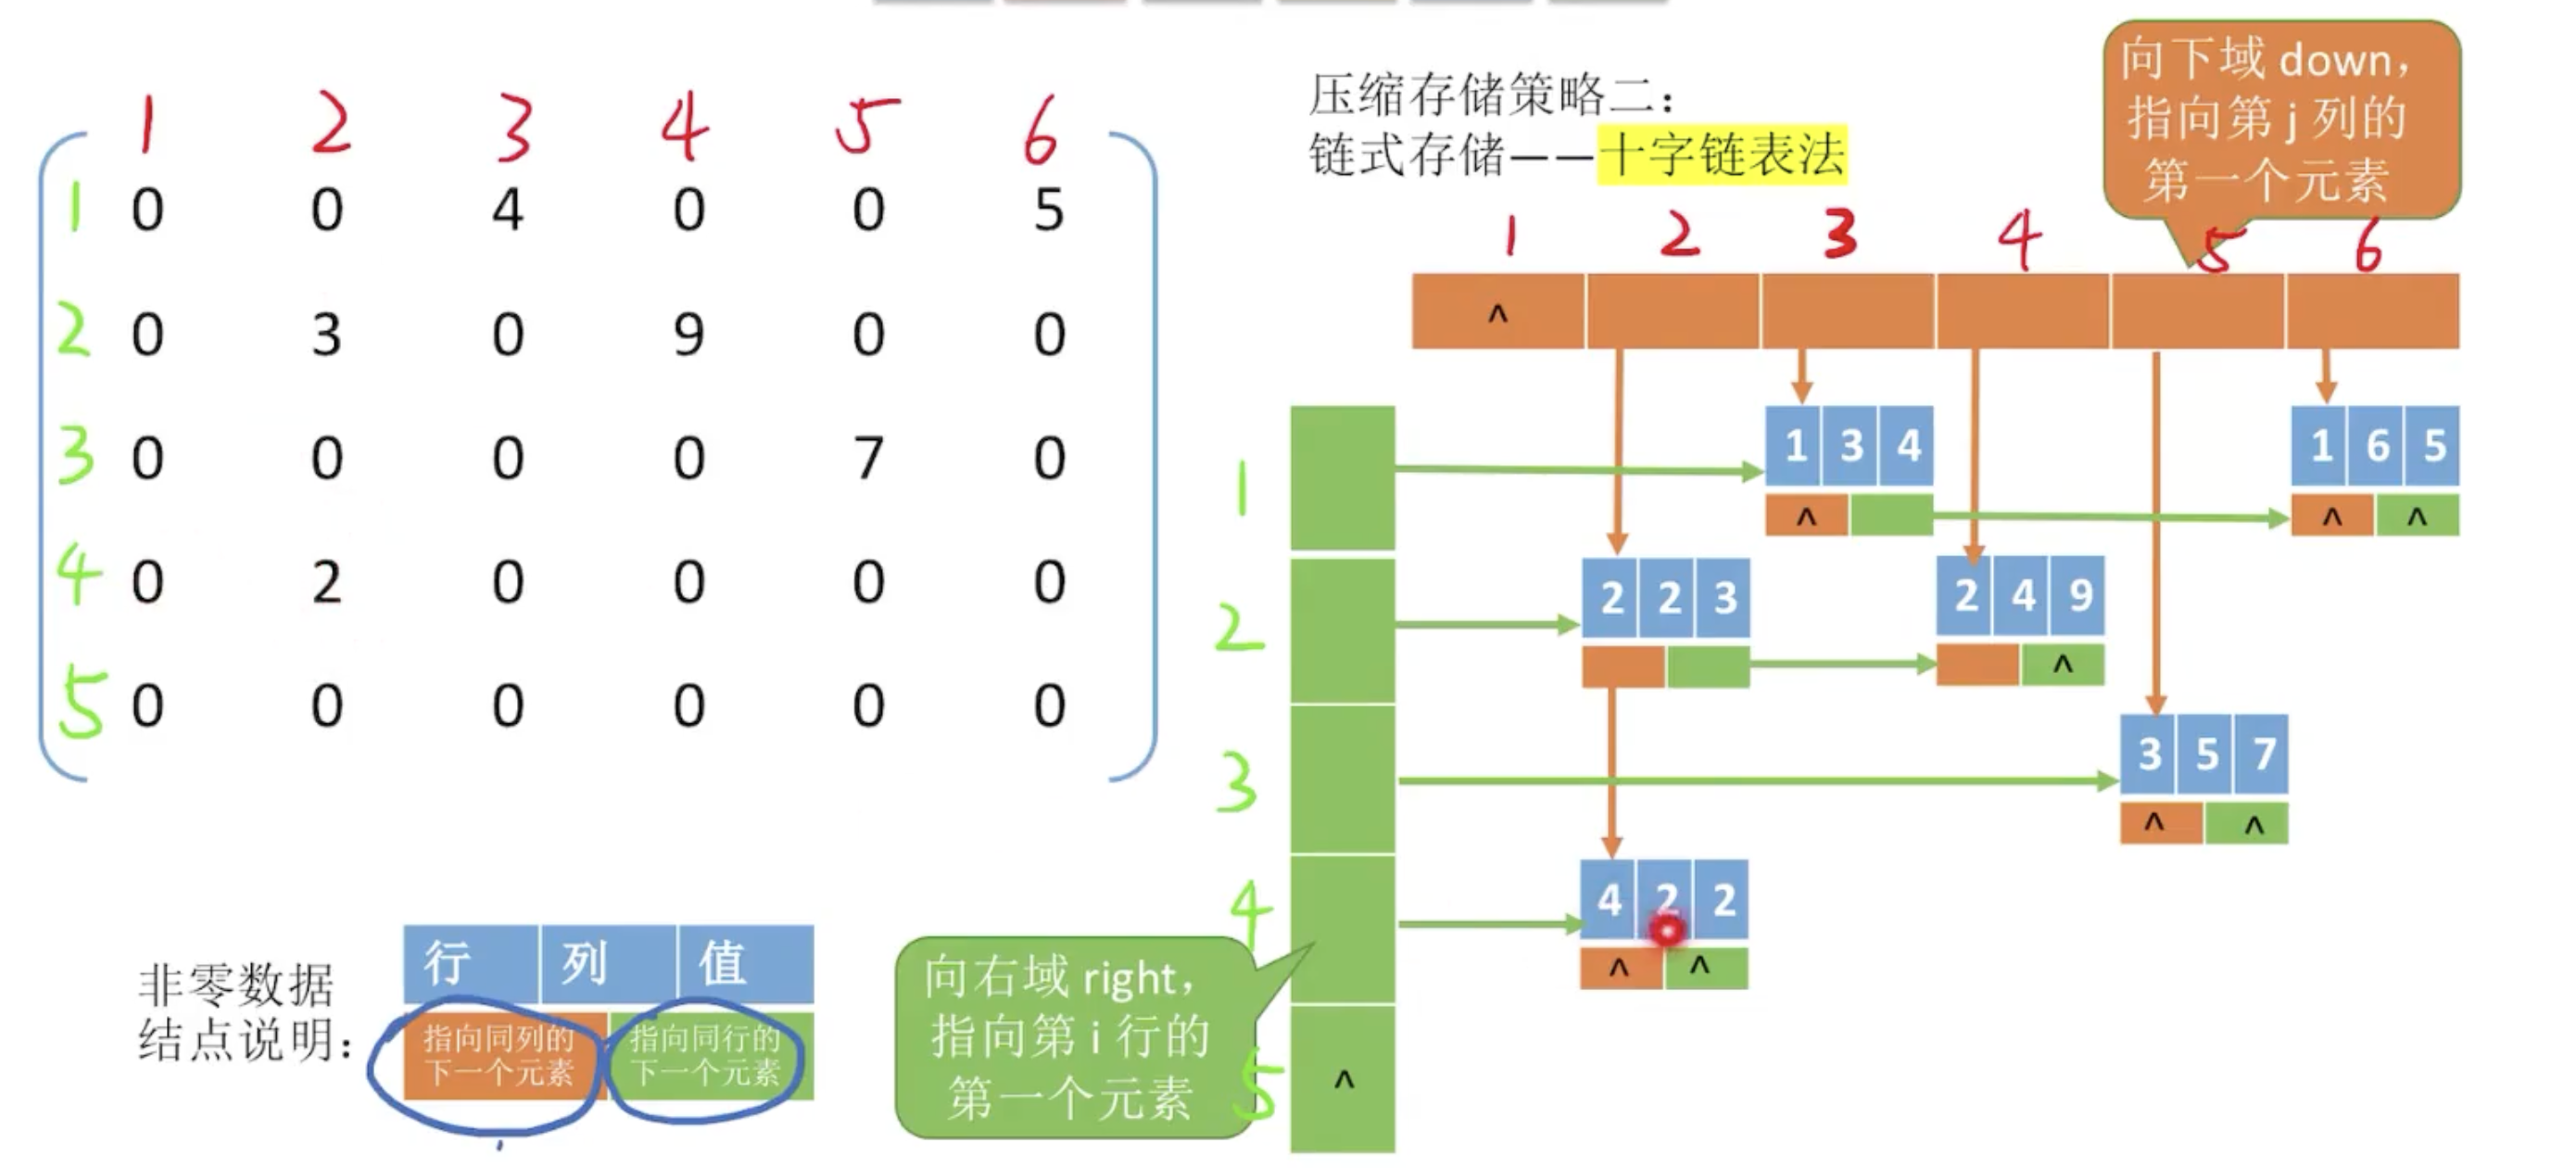 压缩存储策略二：
链式存储——十字链表法
向下域 down，
指向第 j 列的
第一个元素
1 2 3 4 5 6
1 0 0 4 0 0 5
2 0 3 0 9 0 0
3 0 0 0 0 7 0
4 0 2 0 0 0 0
5 0 0 0 0 0 0
1 2 3 4 5 6
^
1
1 3 4
^
1 6 5
^ ^
2
2 2 3
2 4 9
^
3
3 5 7
^ ^
4
4 2 2
^ ^
5
^
向右域 right，
指向第 i 行的
第一个元素
非零数据
结点说明：
行 列 值
指向同列的
下一个元素
指向同行的
下一个元素